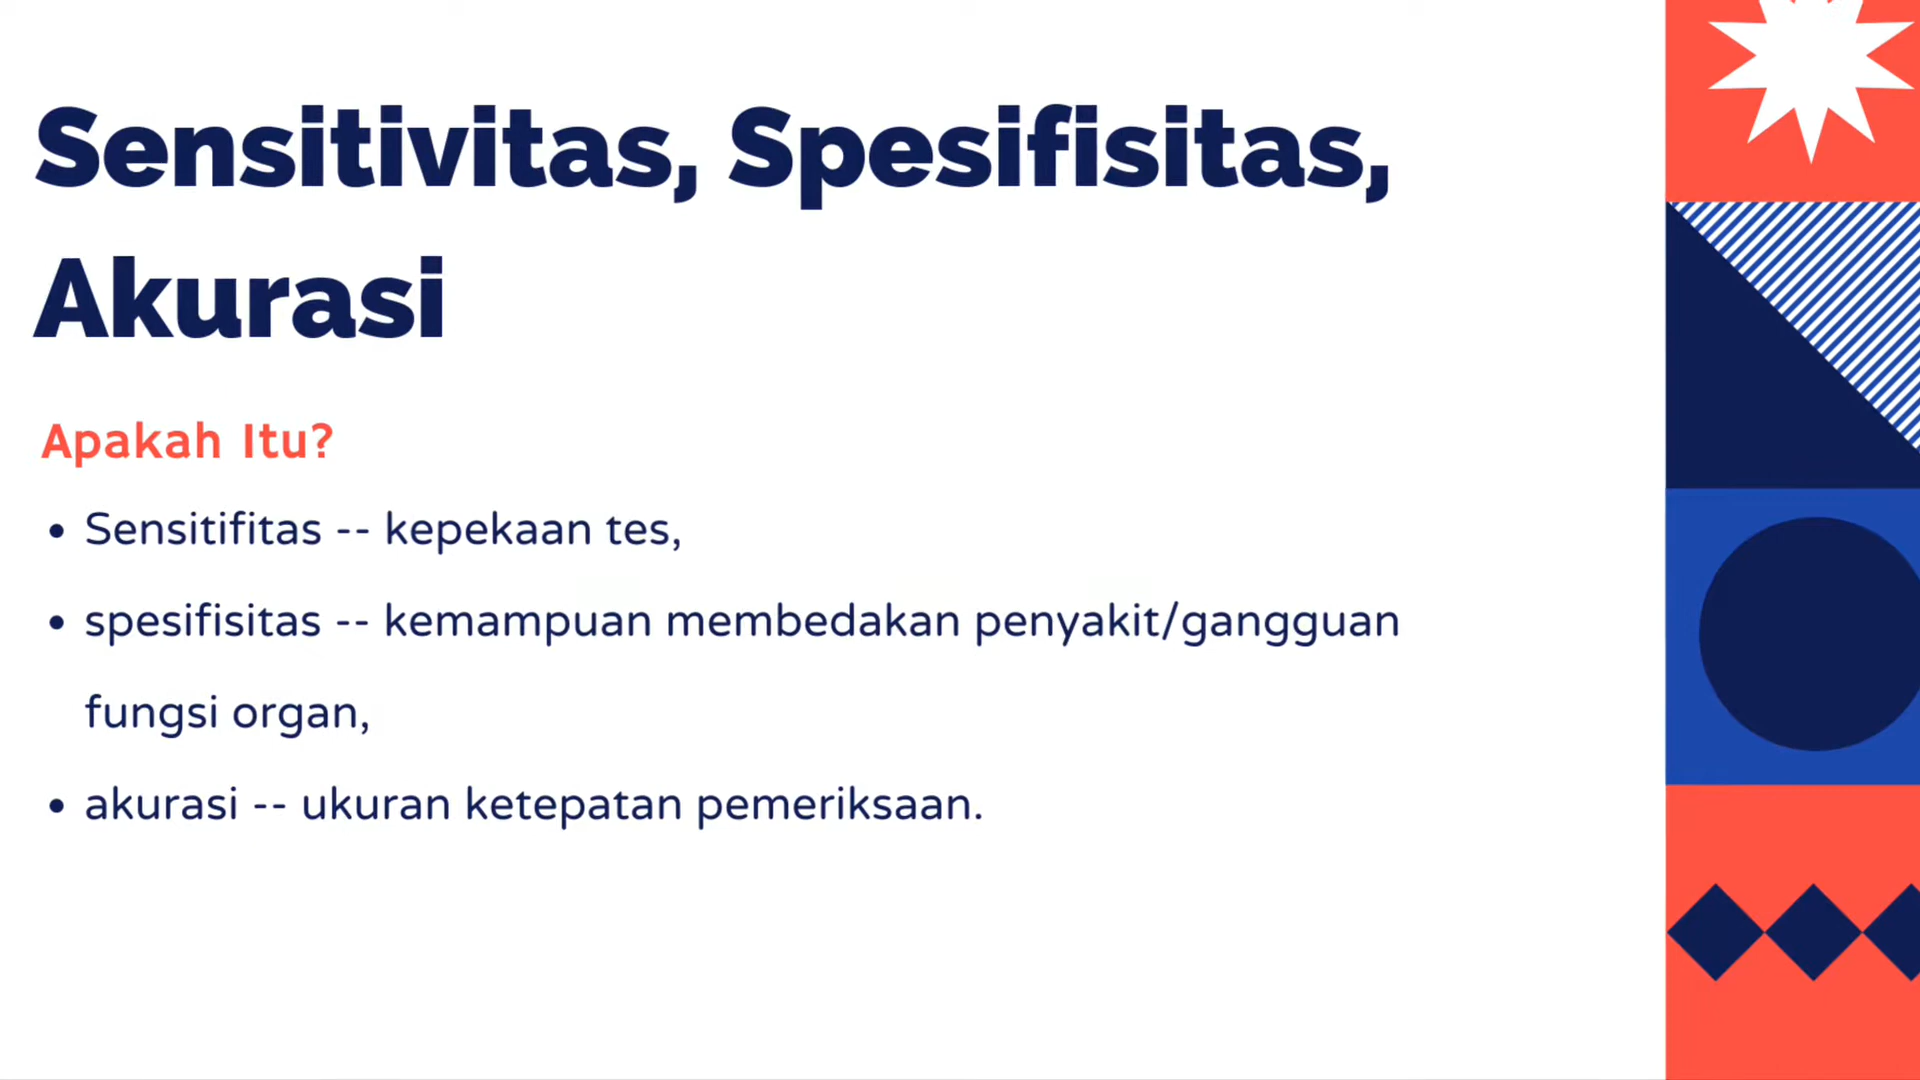 Sensitivitas, Spesifisitas,
Akurasi
Apakah Itu?
• Sensitifitas -- kepekaan tes,
• spesifisitas -- kemampuan membedakan penyakit/gangguan
fungsi organ,
• akurasi -- ukuran ketepatan pemeriksaan.